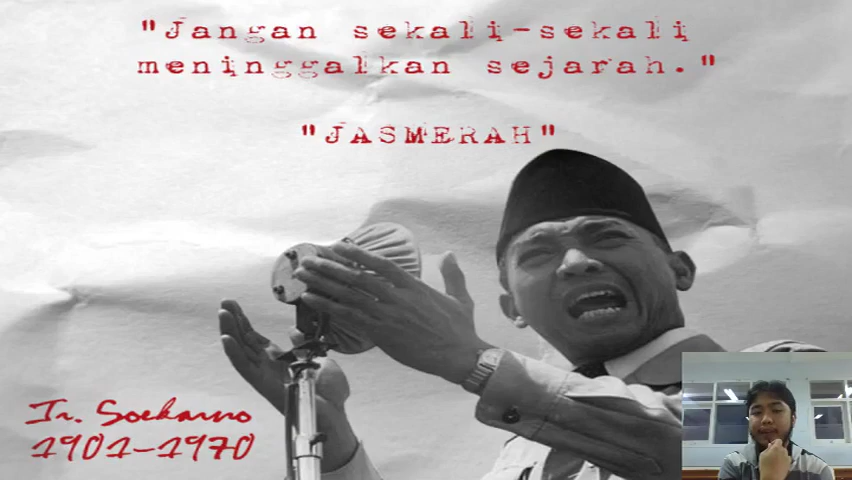 "Jangan sekali-sekali
meninggalkan sejarah."
"JASMERAH"
Ir. Soekarno
1901-1970